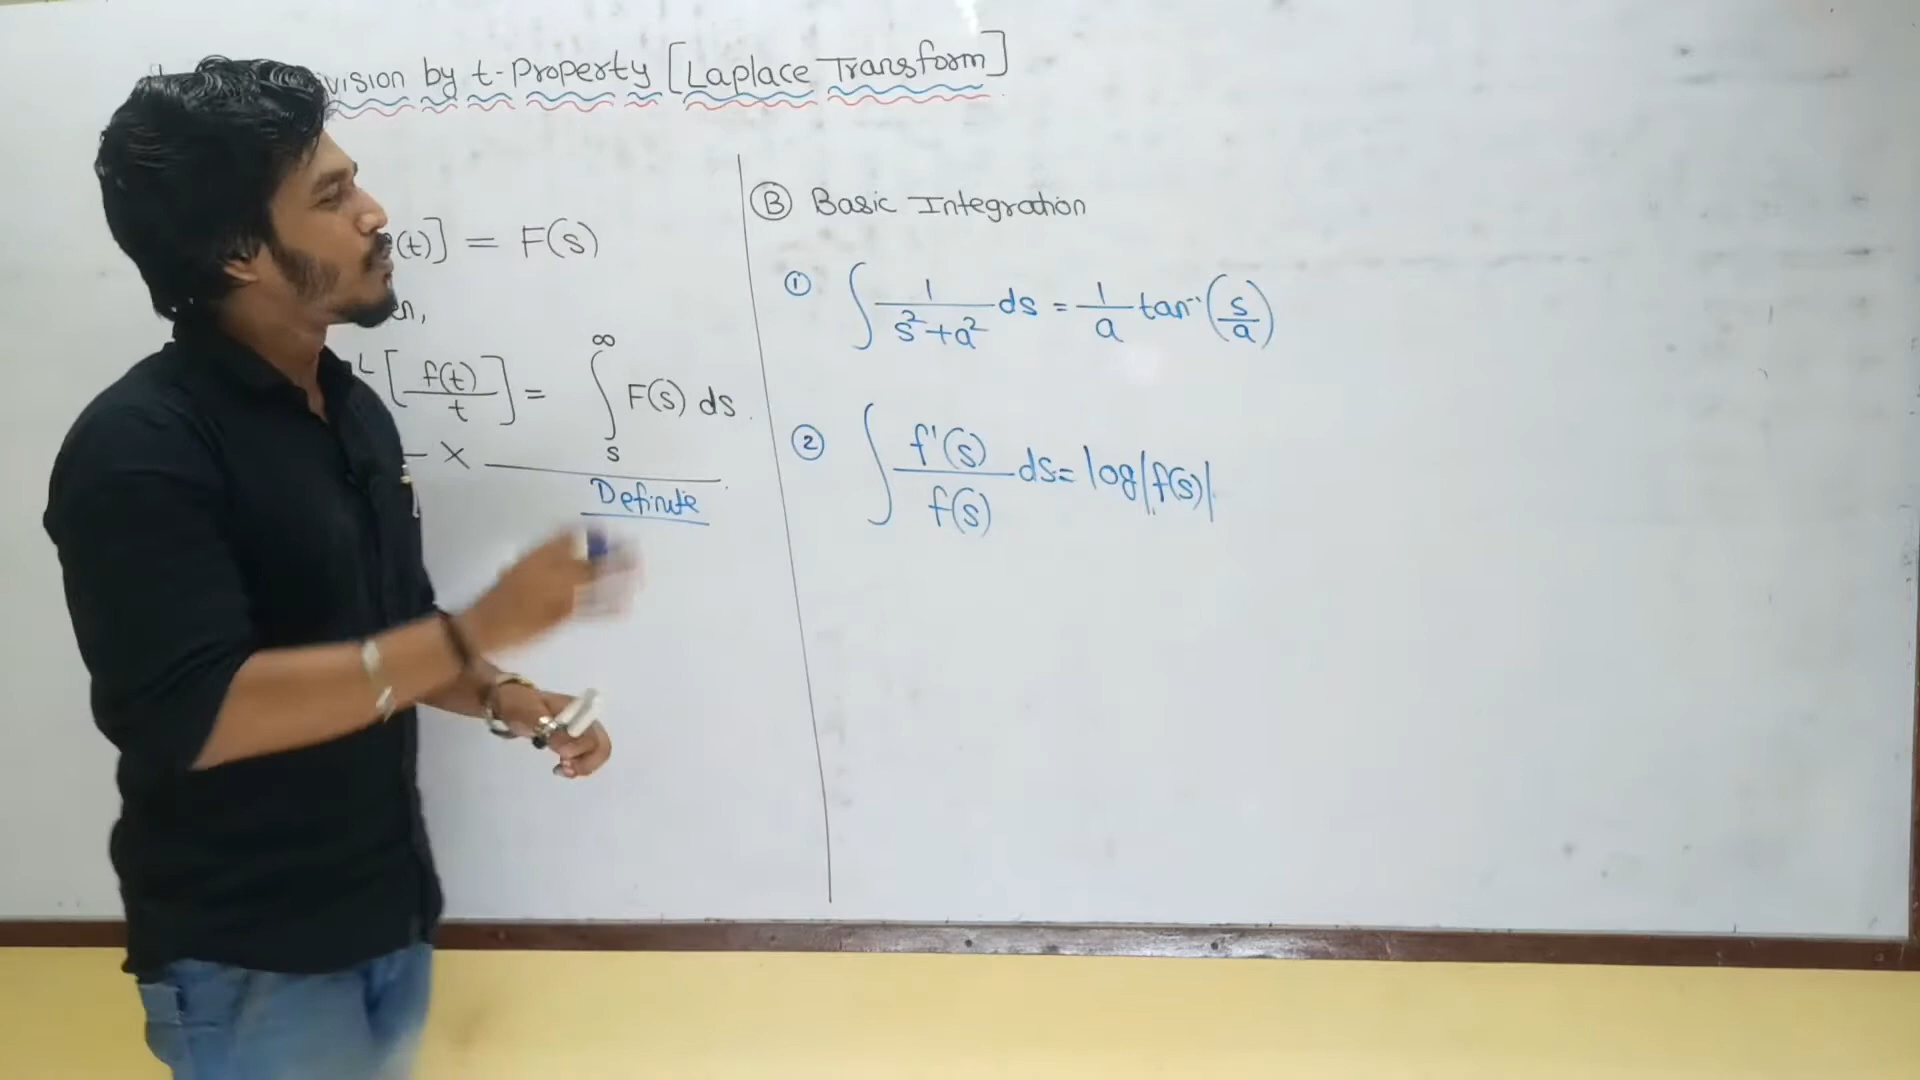 by t-Property [Laplace Transform]
(t)] = F(s)
L[f(t)/t] = ∫_s^∞ F(s) ds
x
Definite
Ⓑ Basic Integration
① ∫ 1/(s²+a²) ds = 1/a tan⁻¹(s/a)
② ∫ f'(s)/f(s) ds = log|f(s)|